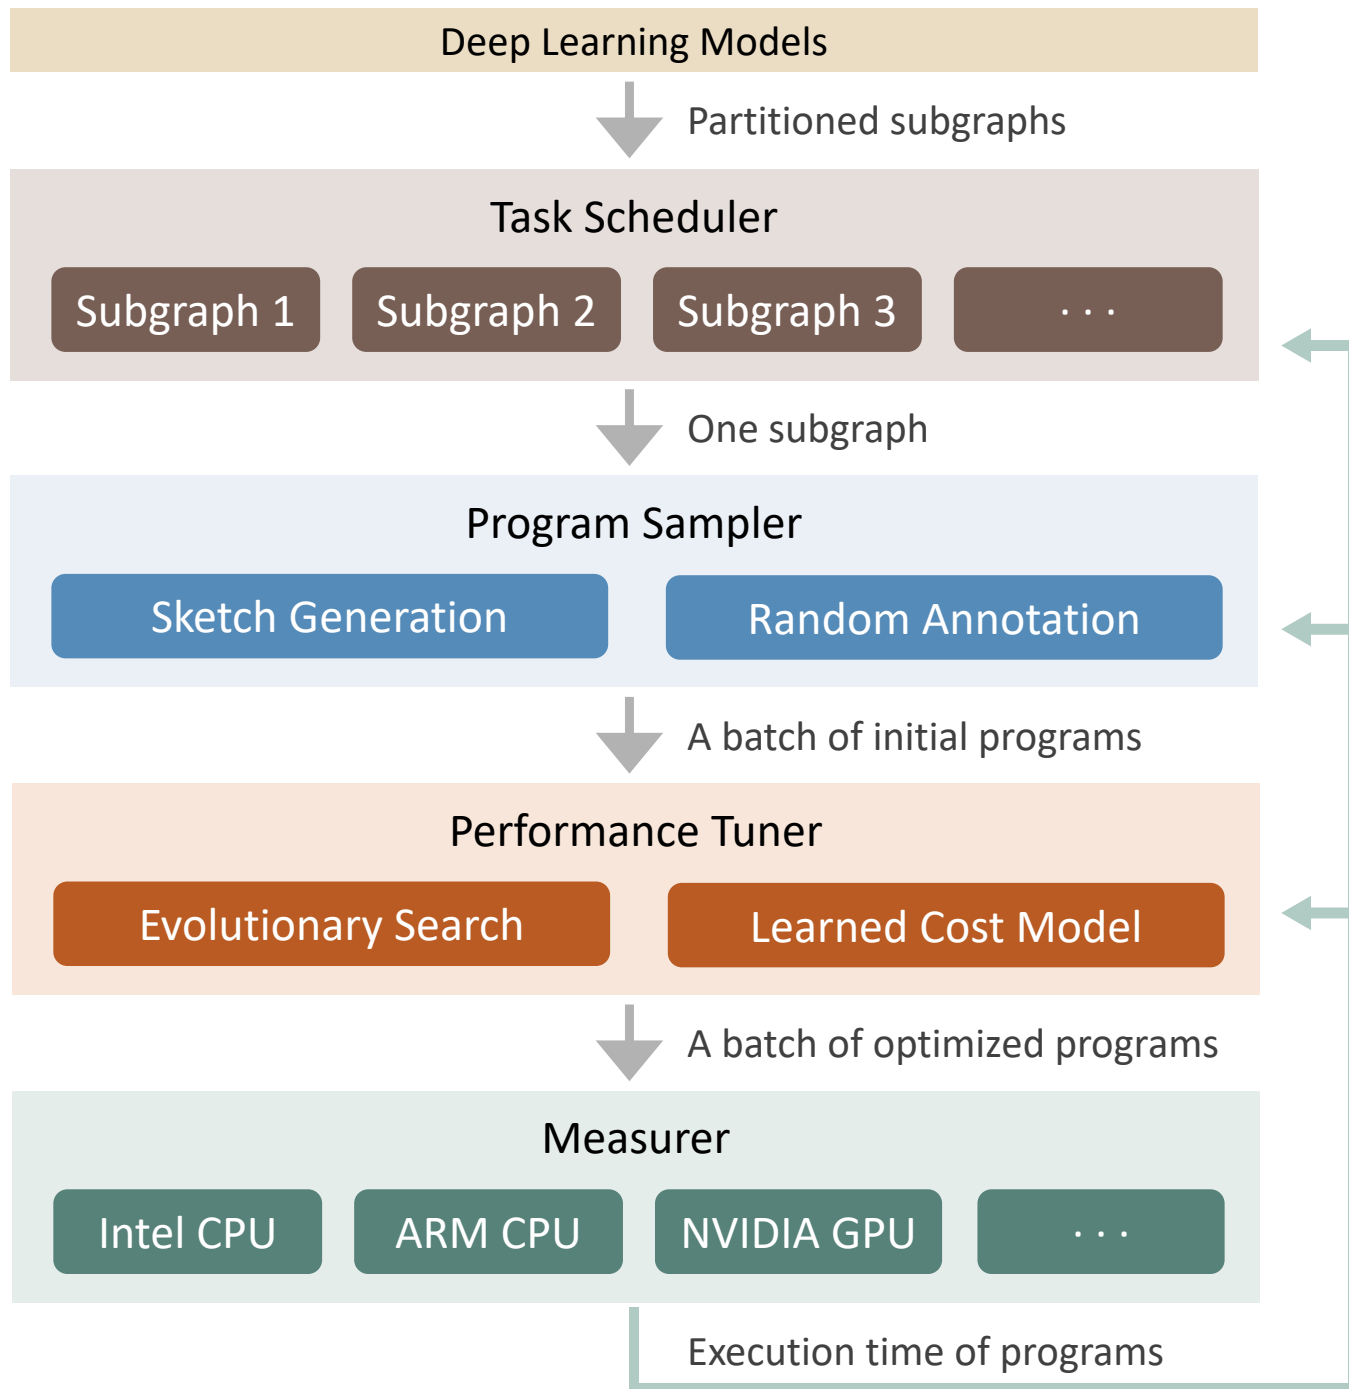 Deep Learning Models
Partitioned subgraphs
Task Scheduler
Subgraph 1 Subgraph 2 Subgraph 3 . . .
One subgraph
Program Sampler
Sketch Generation Random Annotation
A batch of initial programs
Performance Tuner
Evolutionary Search Learned Cost Model
A batch of optimized programs
Measurer
Intel CPU ARM CPU NVIDIA GPU . . .
Execution time of programs